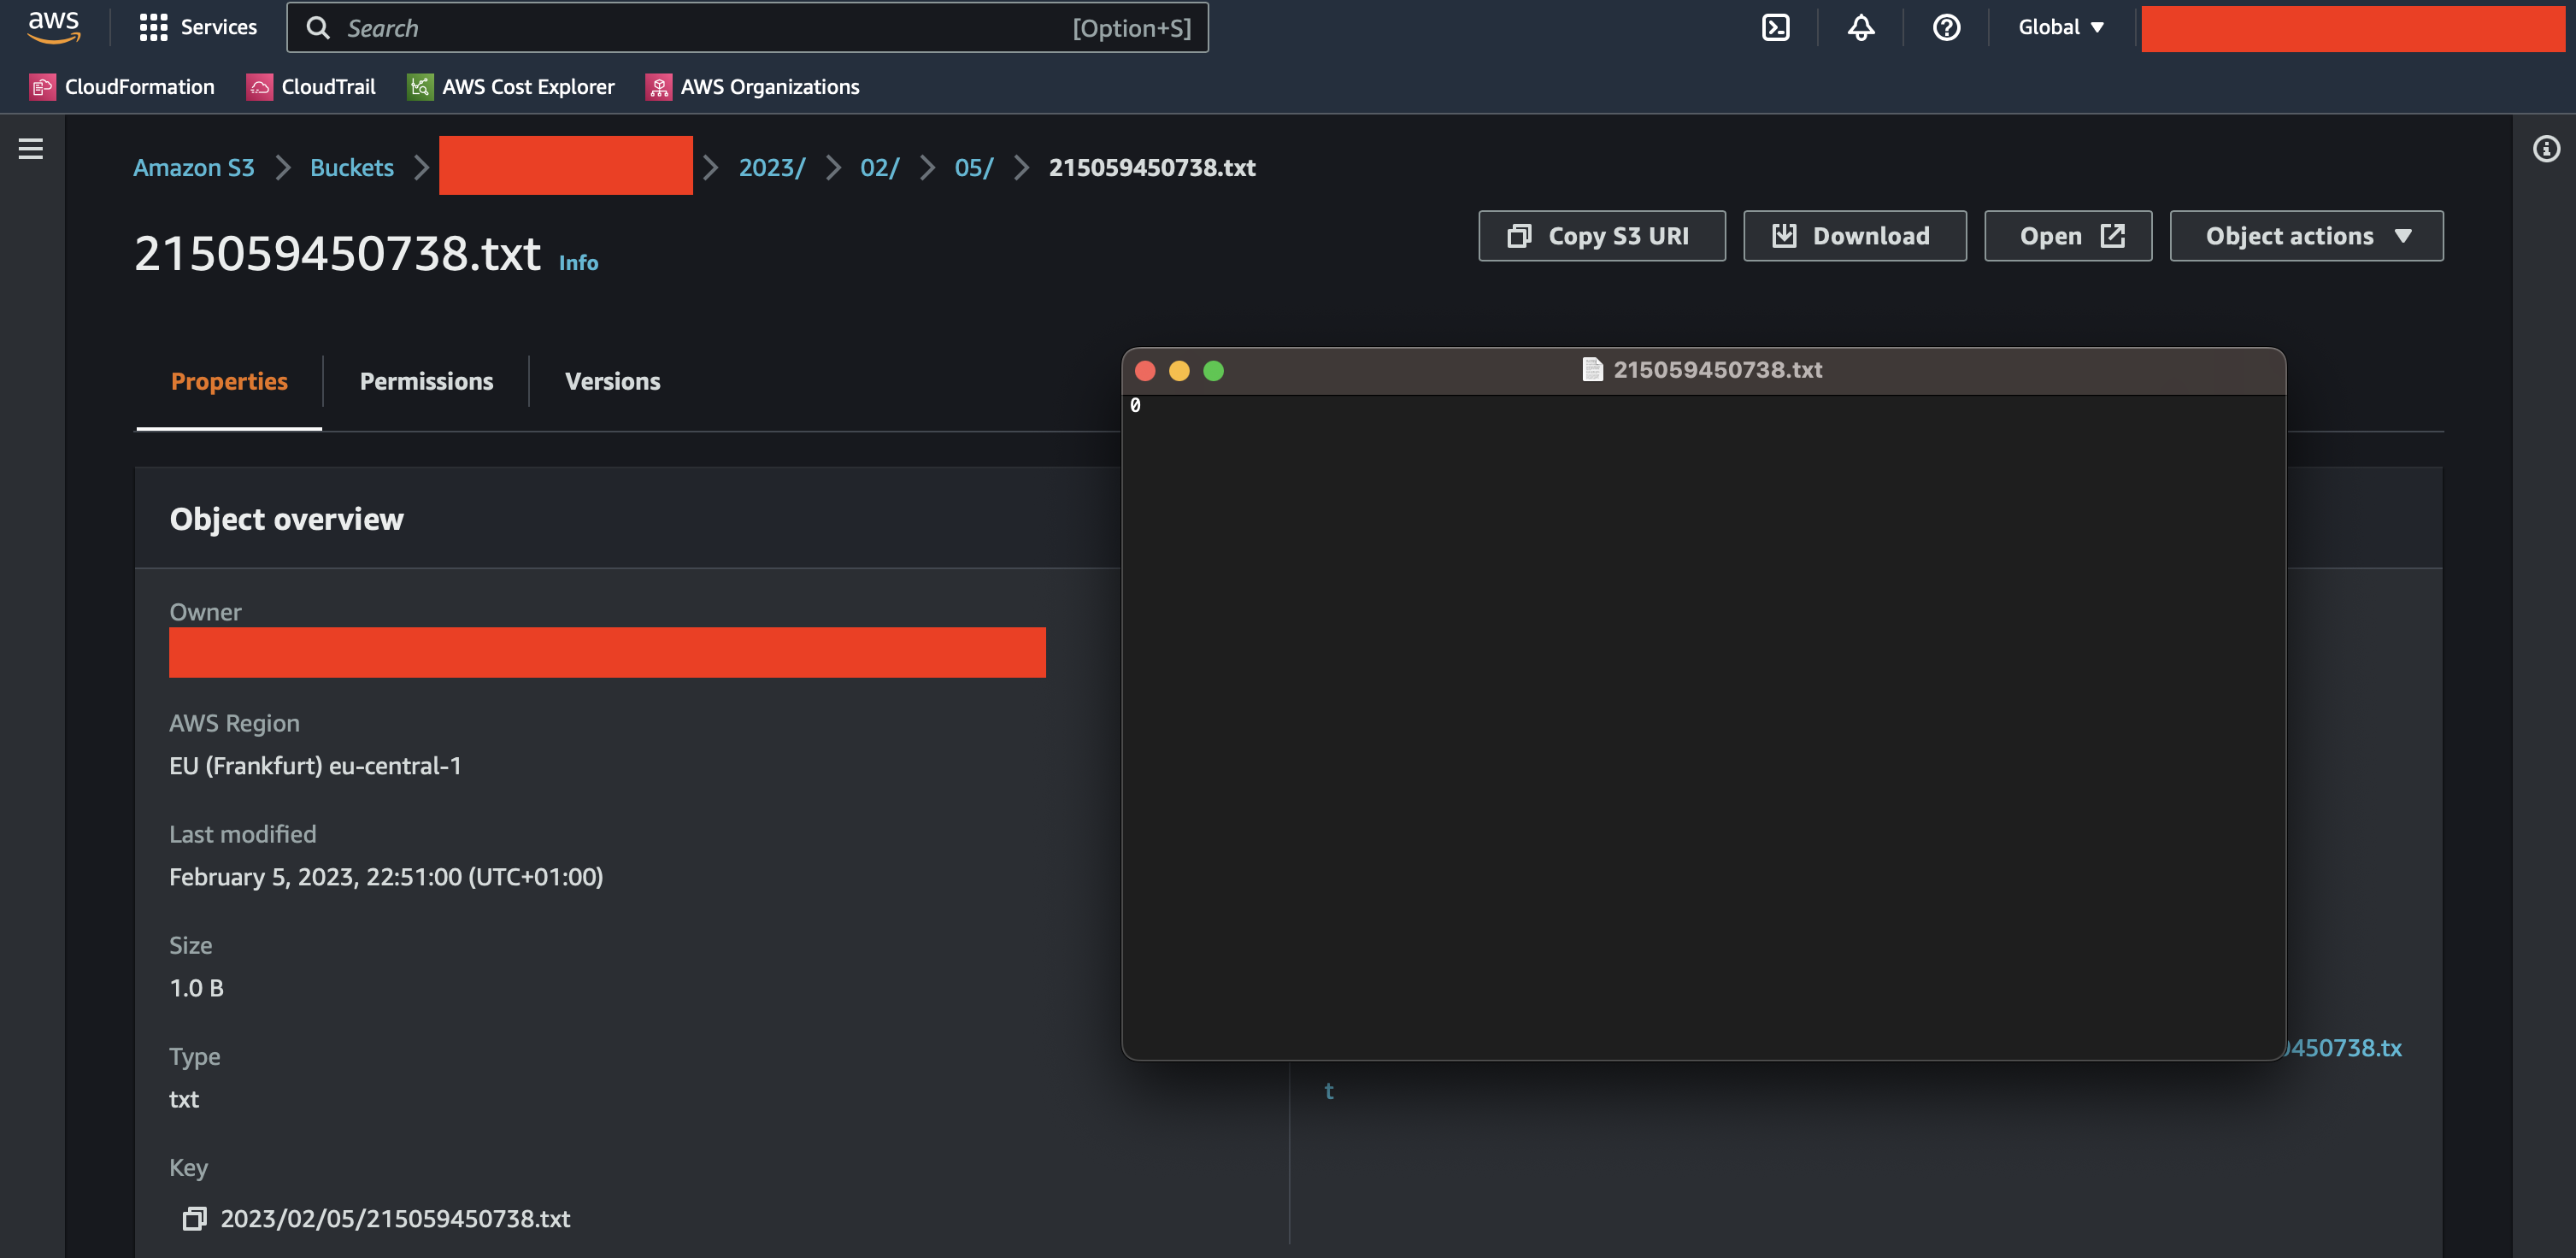 aws Services Search [Option+S] Global
CloudFormation CloudTrail AWS Cost Explorer AWS Organizations
Amazon S3 Buckets 2023/ 02/ 05/ 215059450738.txt
215059450738.txt Info
Copy S3 URI Download Open Object actions
Properties Permissions Versions
215059450738.txt
0
Object overview
Owner
AWS Region
EU (Frankfurt) eu-central-1
Last modified
February 5, 2023, 22:51:00 (UTC+01:00)
Size
1.0 B
Type
txt
Key
2023/02/05/215059450738.txt
450738.tx
t